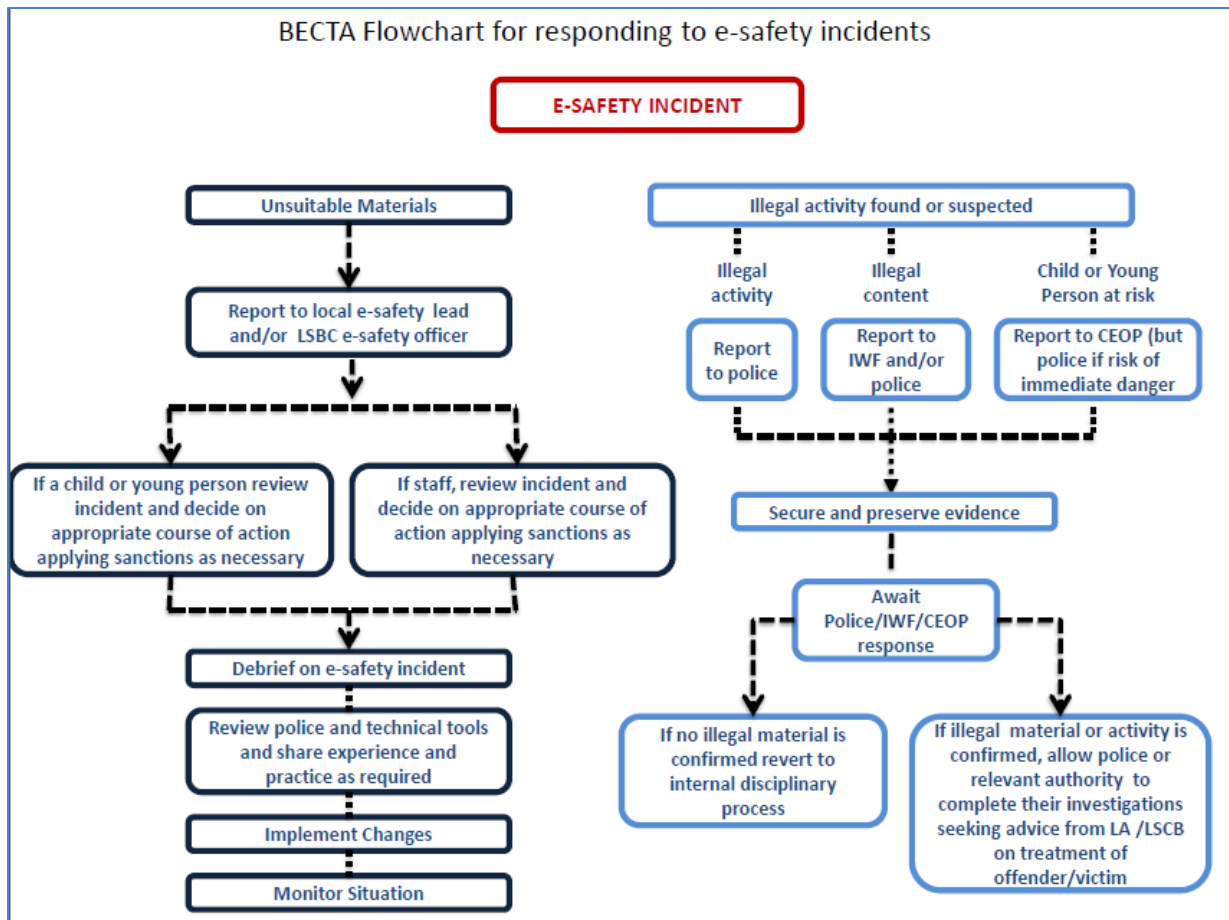 BECTA Flowchart for responding to e-safety incidents
E-SAFETY INCIDENT
Unsuitable Materials
Report to local e-safety lead
and/or LSBC e-safety officer
If a child or young person review
incident and decide on
appropriate course of action
applying sanctions as necessary
If staff, review incident and
decide on appropriate course of
action applying sanctions as
necessary
Debrief on e-safety incident
Review police and technical tools
and share experience and
practice as required
Implement Changes
Monitor Situation
Illegal activity found or suspected
Illegal
activity
Report
to police
Illegal
content
Report to
IWF and/or
police
Child or Young
Person at risk
Report to CEOP (but
police if risk of
immediate danger
Secure and preserve evidence
Await
Police/IWF/CEOP
response
If no illegal material is
confirmed revert to
internal disciplinary
process
If illegal material or activity is
confirmed, allow police or
relevant authority to
complete their investigations
seeking advice from LA /LSCB
on treatment of
offender/victim